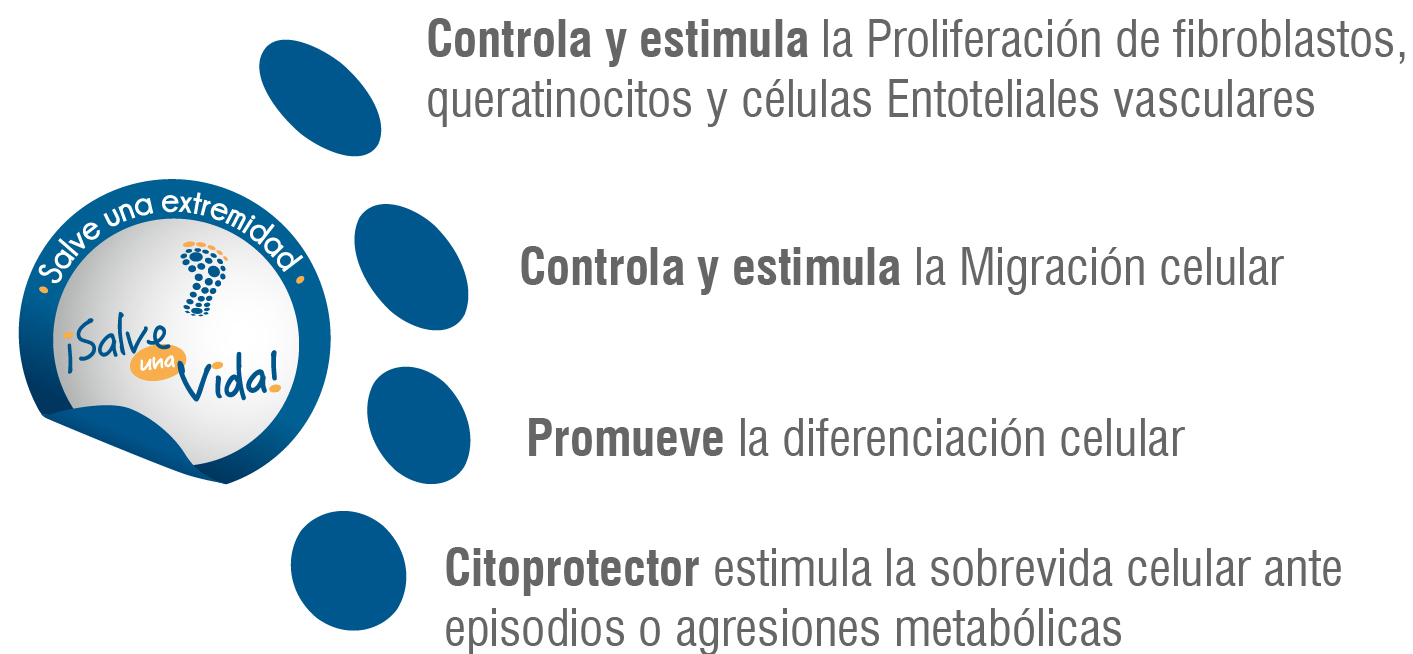 Controla y estimula la Proliferación de fibroblastos,
queratinocitos y células Entoteliales vasculares
Salve una extremidad
¡Salve
una
Vida!
Controla y estimula la Migración celular
Promueve la diferenciación celular
Citoprotector estimula la sobrevida celular ante
episodios o agresiones metabólicas